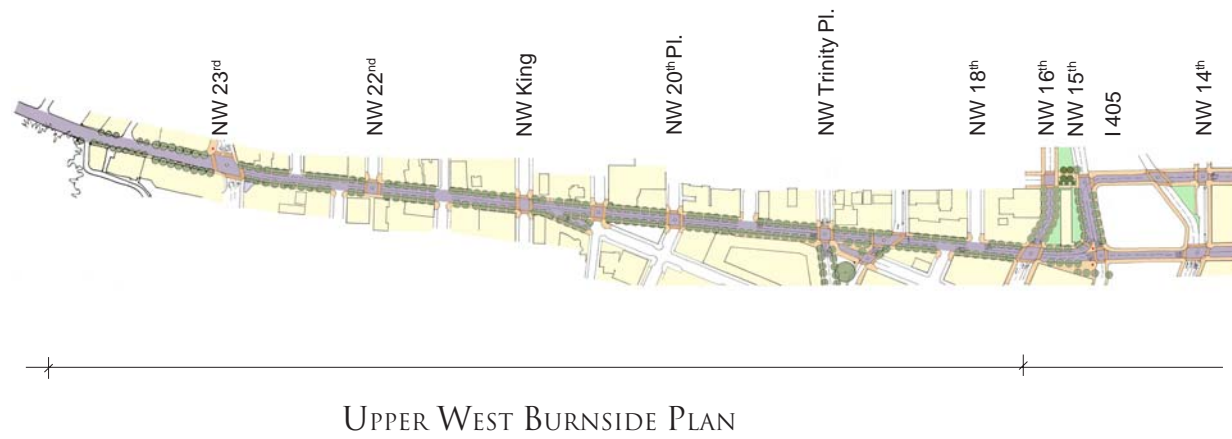 NW 23rd
NW 22nd
NW King
NW 20th Pl.
NW Trinity Pl.
NW 18th
NW 16th
NW 15th
I 405
NW 14th
UPPER WEST BURNSIDE PLAN